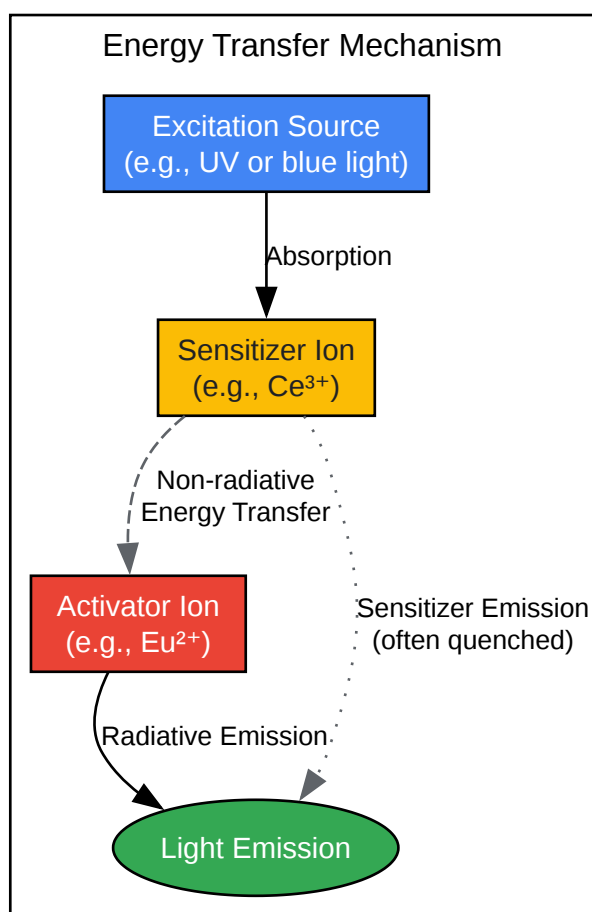 Energy Transfer Mechanism
Excitation Source
(e.g., UV or blue light)
Absorption
Sensitizer Ion
(e.g., Ce³⁺)
Non-radiative
Energy Transfer
Activator Ion
(e.g., Eu²⁺)
Sensitizer Emission
(often quenched)
Radiative Emission
Light Emission